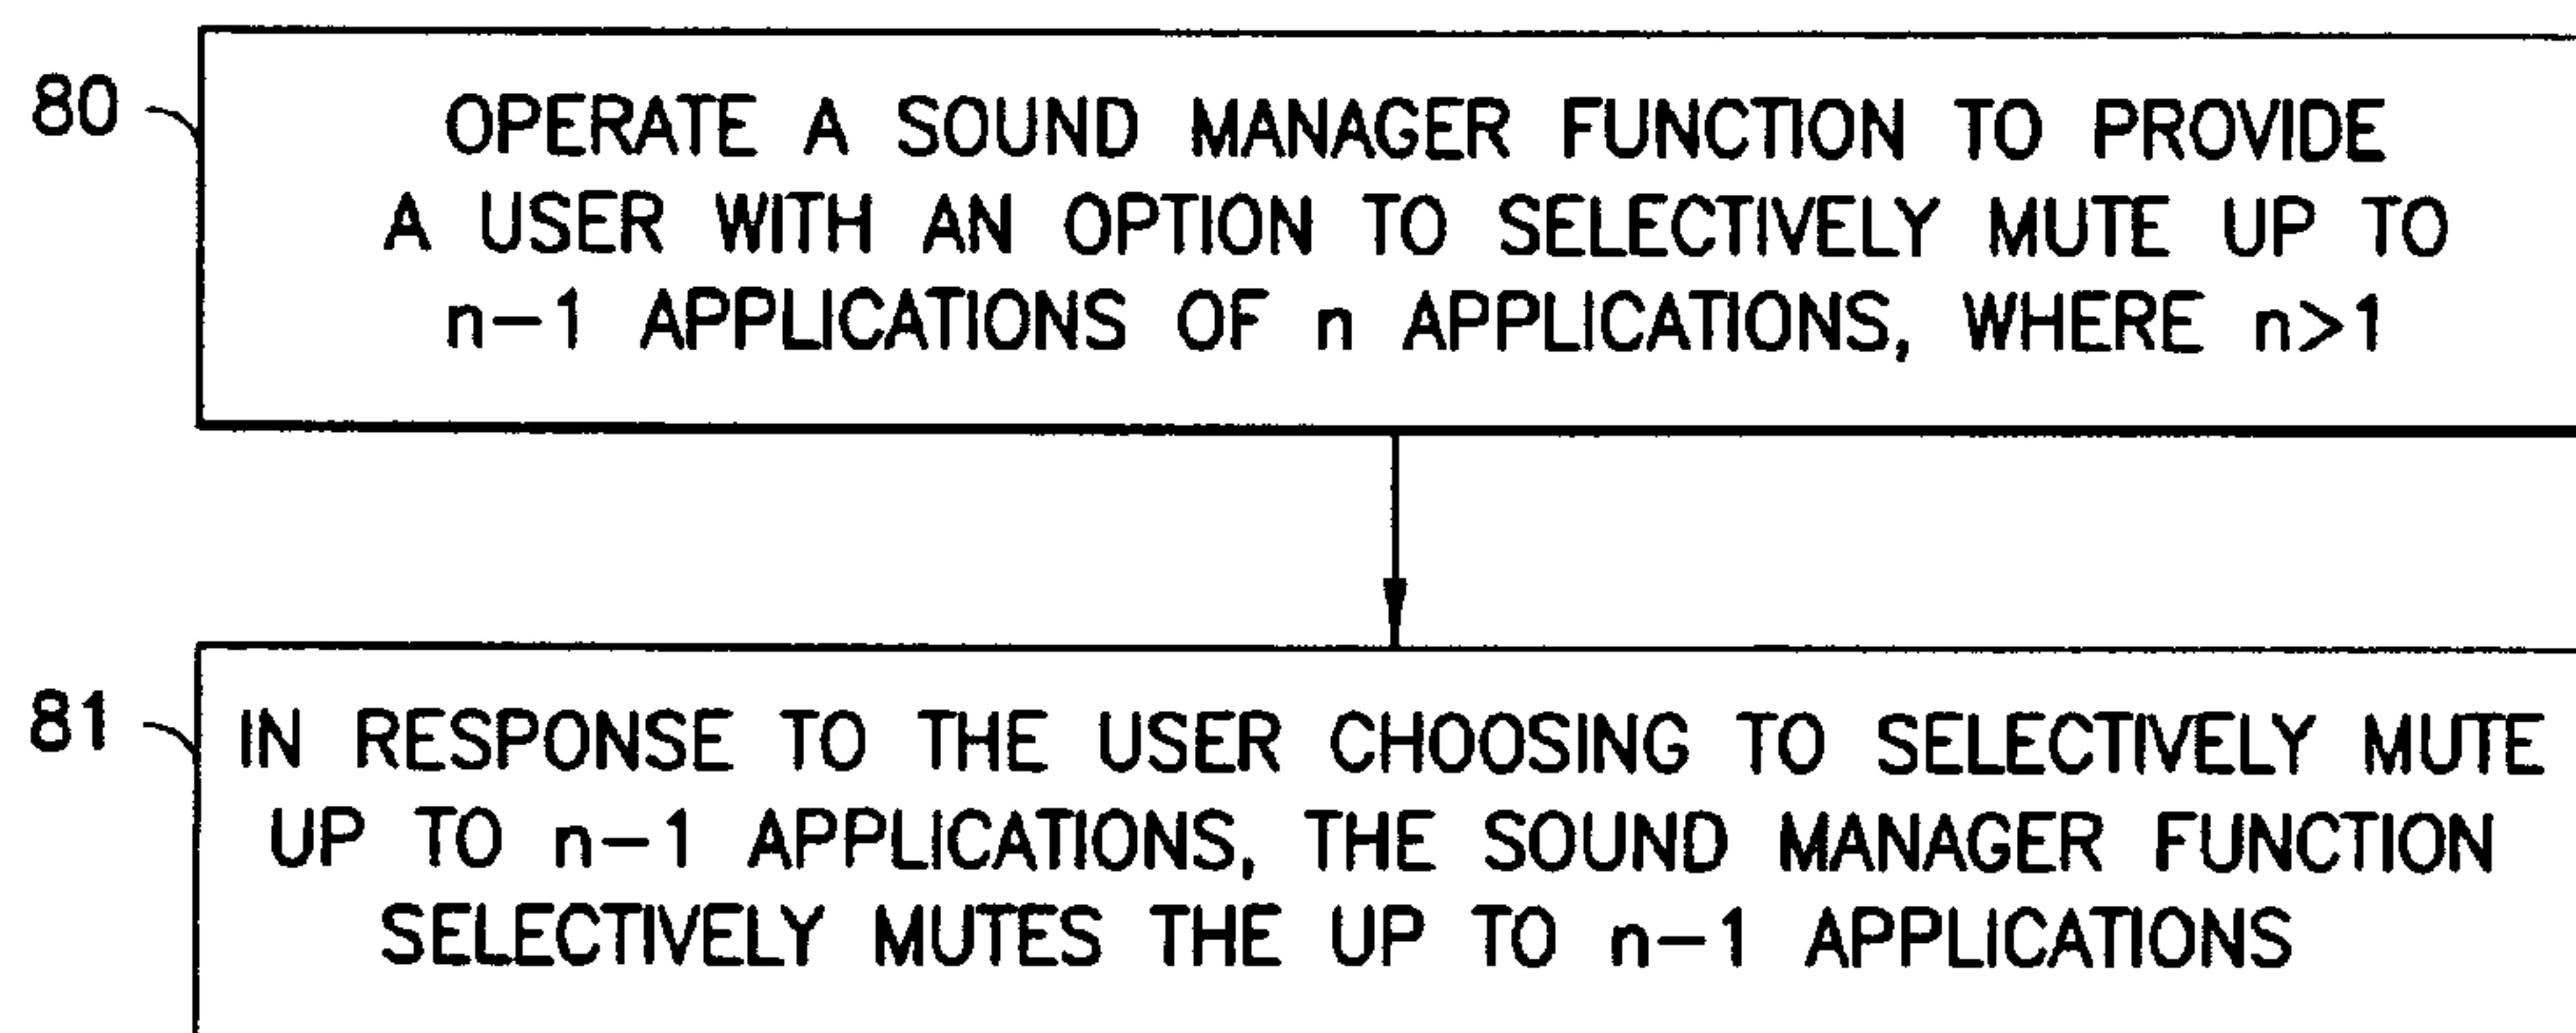 80
OPERATE A SOUND MANAGER FUNCTION TO PROVIDE
A USER WITH AN OPTION TO SELECTIVELY MUTE UP TO
n-1 APPLICATIONS OF n APPLICATIONS, WHERE n>1
81
IN RESPONSE TO THE USER CHOOSING TO SELECTIVELY MUTE
UP TO n-1 APPLICATIONS, THE SOUND MANAGER FUNCTION
SELECTIVELY MUTES THE UP TO n-1 APPLICATIONS